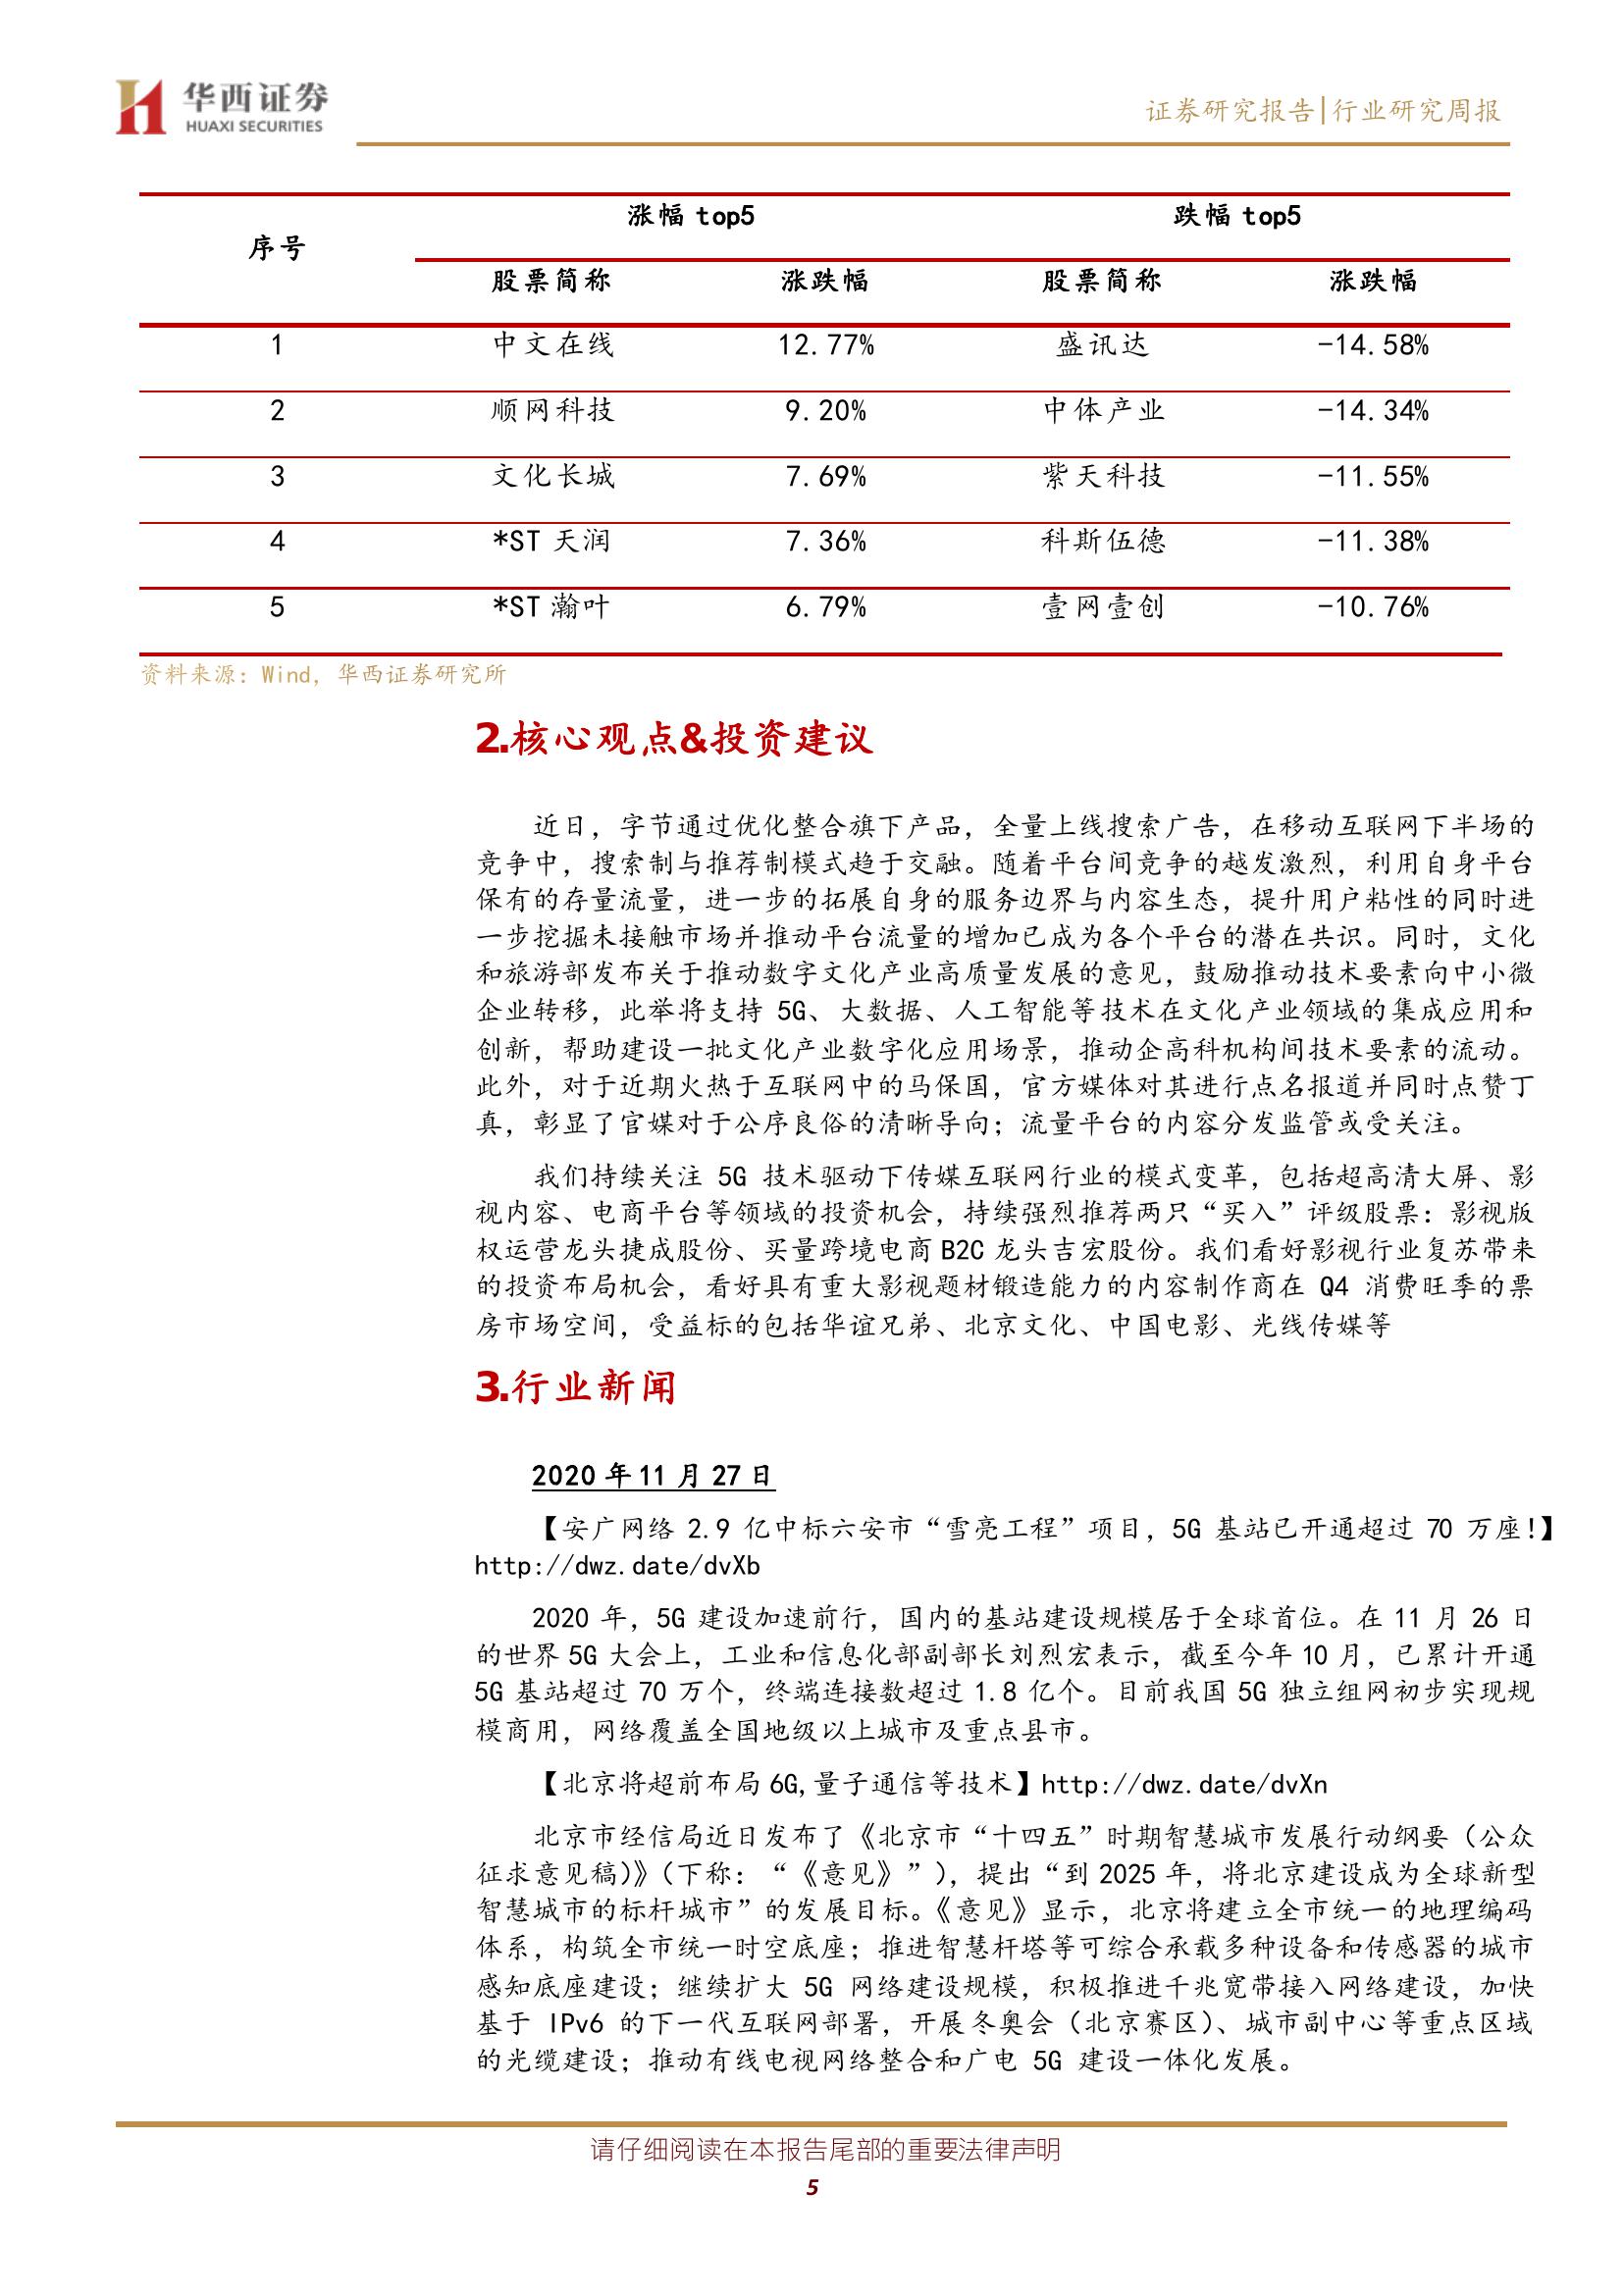 华西证券
HUAXI SECURITIES
证券研究报告|行业研究周报
序号 涨幅 top5 跌幅 top5
股票简称 涨跌幅 股票简称 涨跌幅
1 中文在线 12.77% 盛讯达 -14.58%
2 顺网科技 9.20% 中体产业 -14.34%
3 文化长城 7.69% 紫天科技 -11.55%
4 *ST 天润 7.36% 科斯伍德 -11.38%
5 *ST 瀚叶 6.79% 壹网壹创 -10.76%
资料来源：Wind，华西证券研究所
2.核心观点&投资建议
近日，字节通过优化整合旗下产品，全量上线搜索广告，在移动互联网下半场的
竞争中，搜索制与推荐制模式趋于交融。随着平台间竞争的越发激烈，利用自身平台
保有的存量流量，进一步的拓展自身的服务边界与内容生态，提升用户粘性的同时进
一步挖掘未接触市场并推动平台流量的增加已成为各个平台的潜在共识。同时，文化
和旅游部发布关于推动数字文化产业高质量发展的意见，鼓励推动技术要素向中小微
企业转移，此举将支持 5G、大数据、人工智能等技术在文化产业领域的集成应用和
创新，帮助建设一批文化产业数字化应用场景，推动企高科机构间技术要素的流动。
此外，对于近期火热于互联网中的马保国，官方媒体对其进行点名报道并同时点赞丁
真，彰显了官媒对于公序良俗的清晰导向；流量平台的内容分发监管或受关注。
我们持续关注 5G 技术驱动下传媒互联网行业的模式变革，包括超高清大屏、影
视内容、电商平台等领域的投资机会，持续强烈推荐两只“买入”评级股票：影视版
权运营龙头捷成股份、买量跨境电商 B2C 龙头吉宏股份。我们看好影视行业复苏带来
的投资布局机会，看好具有重大影视题材锻造能力的内容制作商在 Q4 消费旺季的票
房市场空间，受益标的包括华谊兄弟、北京文化、中国电影、光线传媒等
3.行业新闻
2020 年 11 月 27 日
【安广网络 2.9 亿中标六安市“雪亮工程”项目，5G 基站已开通超过 70 万座!】
http://dwz.date/dvXb
2020 年，5G 建设加速前行，国内的基站建设规模居于全球首位。在 11 月 26 日
的世界 5G 大会上，工业和信息化部副部长刘烈宏表示，截至今年 10 月，已累计开通
5G 基站超过 70 万个，终端连接数超过 1.8 亿个。目前我国 5G 独立组网初步实现规
模商用，网络覆盖全国地级以上城市及重点县市。
【北京将超前布局 6G,量子通信等技术】http://dwz.date/dvXn
北京市经信局近日发布了《北京市“十四五”时期智慧城市发展行动纲要（公众
征求意见稿)》（下称：“《意见》”），提出“到 2025 年，将北京建设成为全球新型
智慧城市的标杆城市”的发展目标。《意见》显示，北京将建立全市统一的地理编码
体系，构筑全市统一时空底座；推进智慧杆塔等可综合承载多种设备和传感器的城市
感知底座建设；继续扩大 5G 网络建设规模，积极推进千兆宽带接入网络建设，加快
基于 IPv6 的下一代互联网部署，开展冬奥会（北京赛区）、城市副中心等重点区域
的光缆建设；推动有线电视网络整合和广电 5G 建设一体化发展。
请仔细阅读在本报告尾部的重要法律声明
5